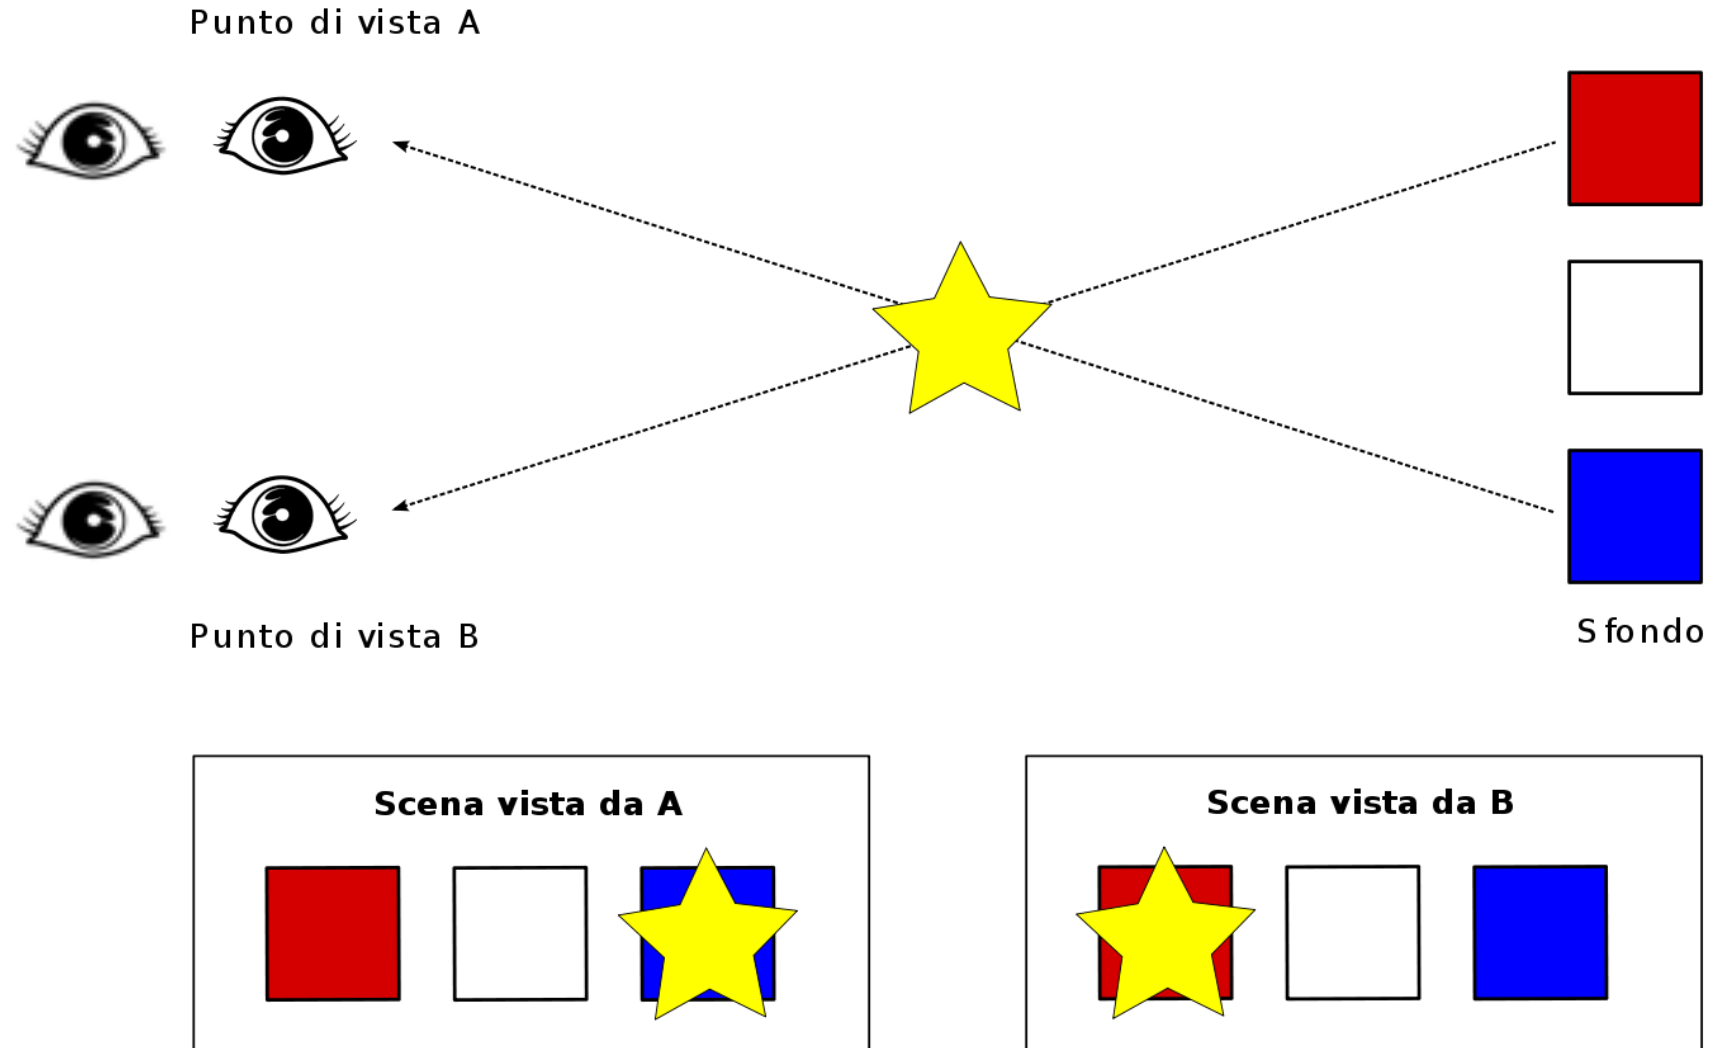 Punto di vista A
Punto di vista B
Sfondo
Scena vista da A
Scena vista da B